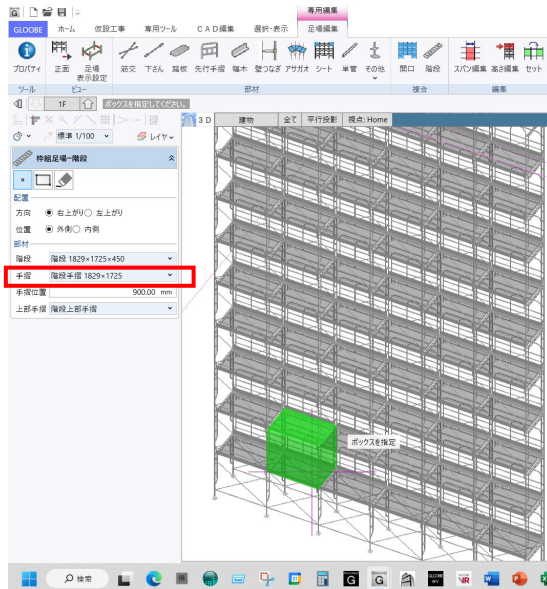 専用編集
GLOOBE ホーム 仮設工事 専用ツール CAD編集 選択・表示 足場編集
プロパティ 正面 足場表示設定 筋交 下さん 踏板 先行手摺 幅木 壁つなぎ アサガオ シート 単管 その他 開口 階段 スパン編集 高さ編集 セット
ツール ビュー 部材 複合 編集
1F ボックスを指定してください。
3D 建物 全て 平行投影 視点: Home
標準 1/100 レイヤ
枠組足場-階段
配置
方向 右上がり 左上がり
位置 外側 内側
部材
階段 階段 1829×1725×450
手摺 階段手摺 1829×1725
手摺位置 900.00 mm
上部手摺 階段上部手摺
ボックスを指定
検索